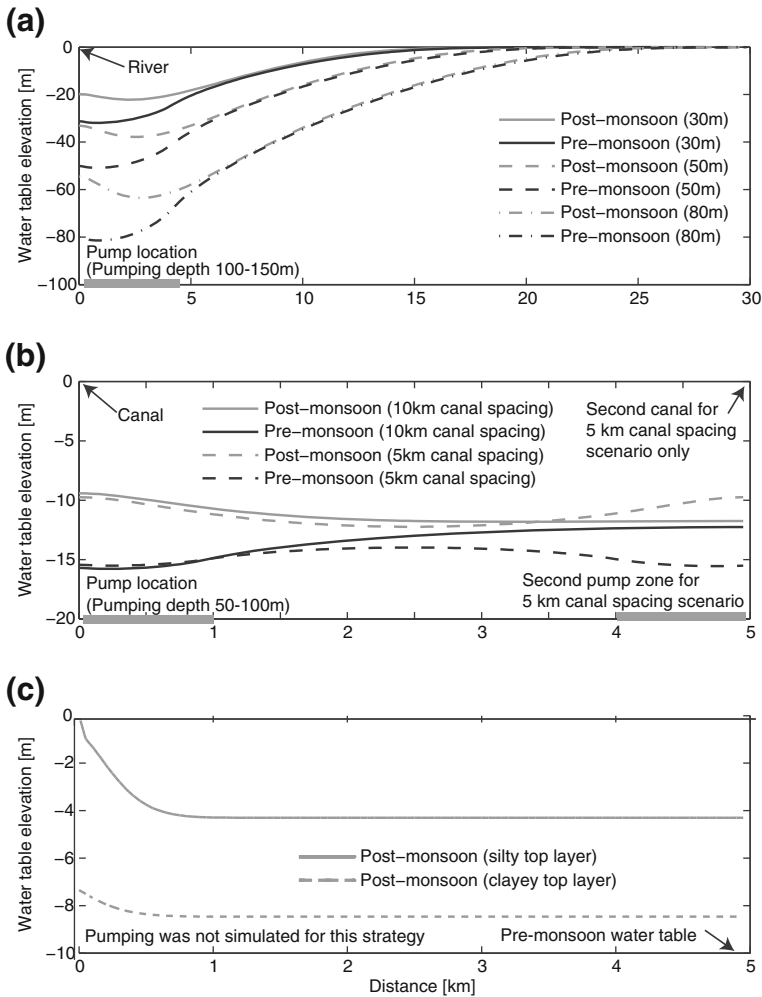 (a)
0
River
−20
−40
−60
−80
−100
Water table elevation [m]
Post−monsoon (30m)
Pre−monsoon (30m)
Post−monsoon (50m)
Pre−monsoon (50m)
Post−monsoon (80m)
Pre−monsoon (80m)
Pump location
(Pumping depth 100-150m)
0 5 10 15 20 25 30
(b)
0
−5
−10
−15
−20
Water table elevation [m]
Canal
Post−monsoon (10km canal spacing)
Pre−monsoon (10km canal spacing)
Post−monsoon (5km canal spacing)
Pre−monsoon (5km canal spacing)
Second canal for
5 km canal spacing
scenario only
Pump location
(Pumping depth 50-100m)
Second pump zone for
5 km canal spacing scenario
0 1 2 3 4 5
(c)
0
−2
−4
−6
−8
−10
Water table elevation [m]
Post−monsoon (silty top layer)
Post−monsoon (clayey top layer)
Pumping was not simulated for this strategy
Pre-monsoon water table
0 1 2 3 4 5
Distance [km]